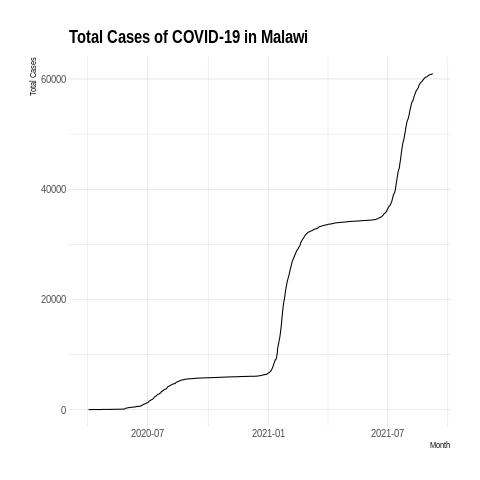 Total Cases of COVID-19 in Malawi
Total Cases
60000
40000
20000
0
2020-07 2021-01 2021-07
Month